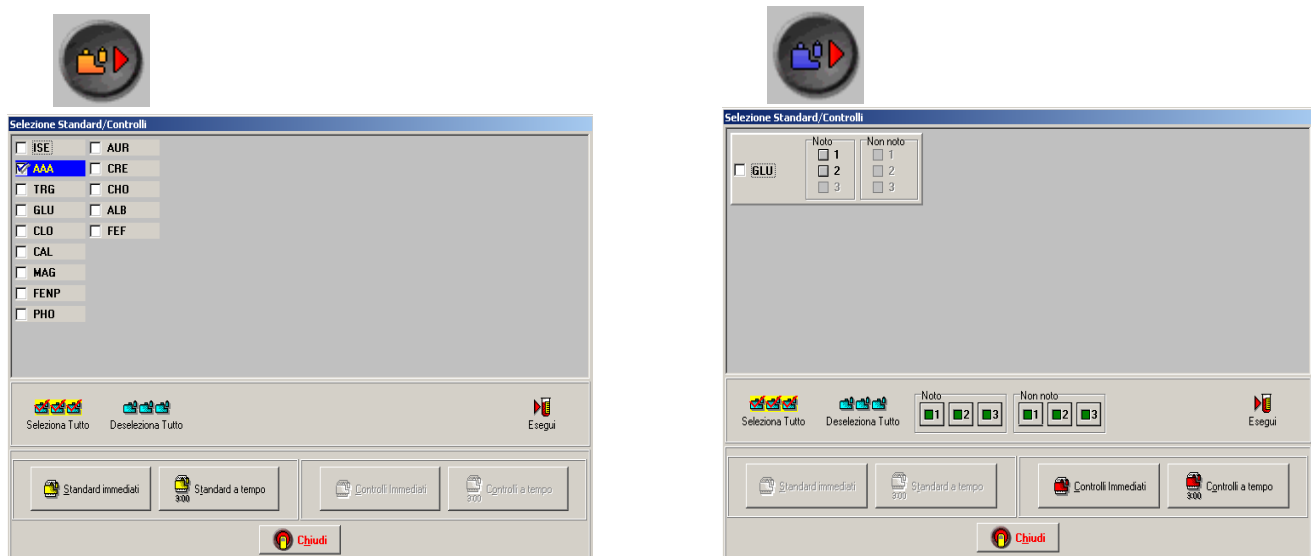 Selezione Standard/Controlli
ISE AUR
AAA CRE
TRG CHO
GLU ALB
CLO FEF
CAL
MAG
FENP
PHO
Seleziona Tutto Deseleziona Tutto Esegui
Standard immediati 3:00 Standard a tempo Controlli Immediati 3:00 Controlli a tempo
Chiudi
Selezione Standard/Controlli
Noto Non noto
1 1
GLU 2 2
3 3
Noto Non noto
Seleziona Tutto Deseleziona Tutto 1 2 3 1 2 3 Esegui
Standard immediati 3:00 Standard a tempo Controlli Immediati 3:00 Controlli a tempo
Chiudi